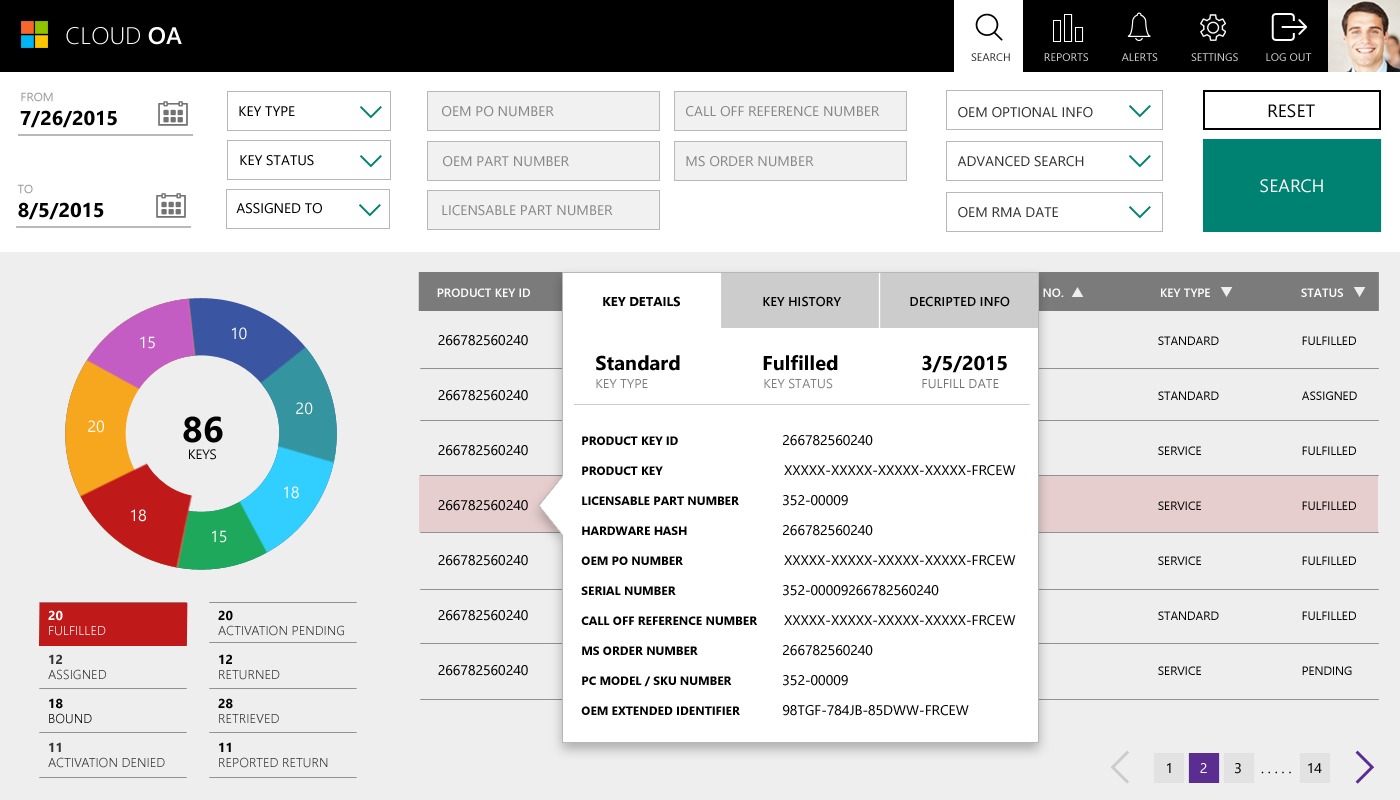 CLOUD OA
SEARCH
REPORTS
ALERTS
SETTINGS
LOG OUT
FROM
7/26/2015
TO
8/5/2015
KEY TYPE
KEY STATUS
ASSIGNED TO
OEM PO NUMBER
OEM PART NUMBER
LICENSABLE PART NUMBER
CALL OFF REFERENCE NUMBER
MS ORDER NUMBER
OEM OPTIONAL INFO
ADVANCED SEARCH
OEM RMA DATE
RESET
SEARCH
10
20
18
15
18
20
15
86
KEYS
20
FULFILLED
12
ASSIGNED
18
BOUND
11
ACTIVATION DENIED
20
ACTIVATION PENDING
12
RETURNED
28
RETRIEVED
11
REPORTED RETURN
PRODUCT KEY ID NO. KEY TYPE STATUS
266782560240 STANDARD FULFILLED
266782560240 STANDARD ASSIGNED
266782560240 SERVICE FULFILLED
266782560240 SERVICE FULFILLED
266782560240 SERVICE FULFILLED
266782560240 STANDARD FULFILLED
266782560240 SERVICE PENDING
KEY DETAILS KEY HISTORY DECRIPTED INFO
Standard Fulfilled 3/5/2015
KEY TYPE KEY STATUS FULFILL DATE
PRODUCT KEY ID 266782560240
PRODUCT KEY XXXXX-XXXXX-XXXXX-XXXXX-FRCEW
LICENSABLE PART NUMBER 352-00009
HARDWARE HASH 266782560240
OEM PO NUMBER XXXXX-XXXXX-XXXXX-XXXXX-FRCEW
SERIAL NUMBER 352-00009266782560240
CALL OFF REFERENCE NUMBER XXXXX-XXXXX-XXXXX-XXXXX-FRCEW
MS ORDER NUMBER 266782560240
PC MODEL / SKU NUMBER 352-00009
OEM EXTENDED IDENTIFIER 98TGF-784JB-85DWW-FRCEW
1 2 3 ..... 14